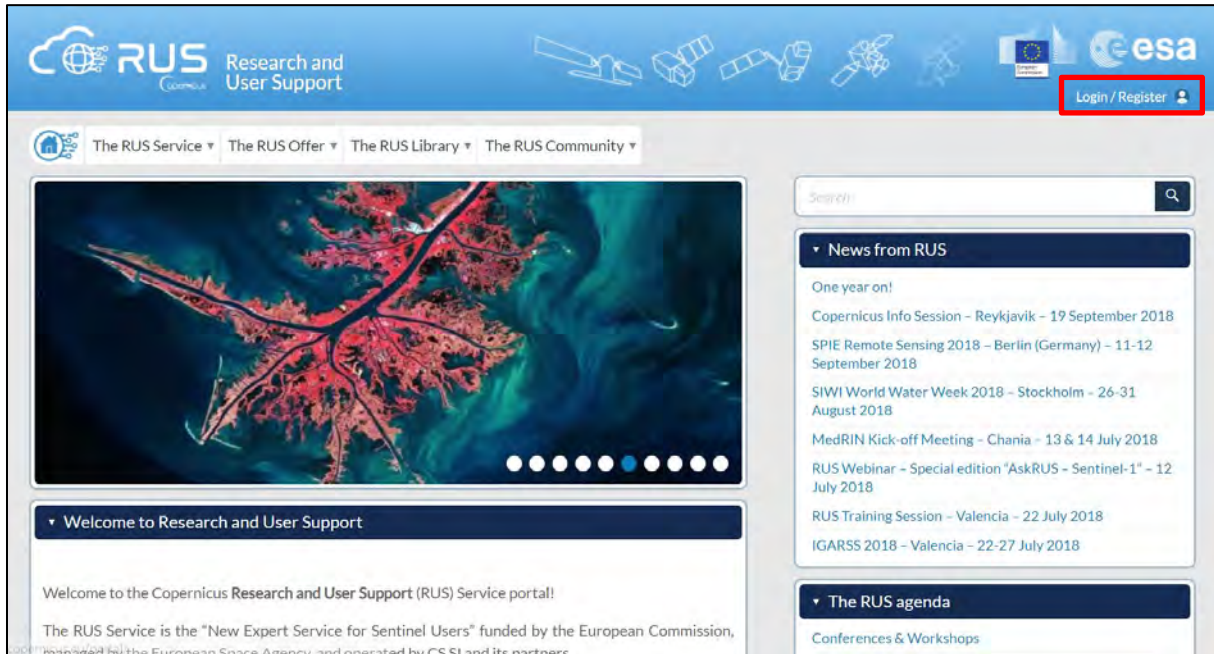 RUS
Copernicus
Research and
User Support
European
Commission
esa
Login / Register
The RUS Service ▾ The RUS Offer ▾ The RUS Library ▾ The RUS Community ▾
Search
▾ News from RUS
One year on!
Copernicus Info Session – Reykjavik – 19 September 2018
SPIE Remote Sensing 2018 – Berlin (Germany) – 11-12
September 2018
SIWI World Water Week 2018 – Stockholm – 26-31
August 2018
MedRIN Kick-off Meeting – Chania – 13 & 14 July 2018
RUS Webinar – Special edition “AskRUS – Sentinel-1” – 12
July 2018
RUS Training Session – Valencia – 22 July 2018
IGARSS 2018 – Valencia – 22-27 July 2018
▾ Welcome to Research and User Support
Welcome to the Copernicus Research and User Support (RUS) Service portal!
The RUS Service is the “New Expert Service for Sentinel Users” funded by the European Commission,
managed by the European Space Agency, and operated by CS SI and its partners.
▾ The RUS agenda
Conferences & Workshops